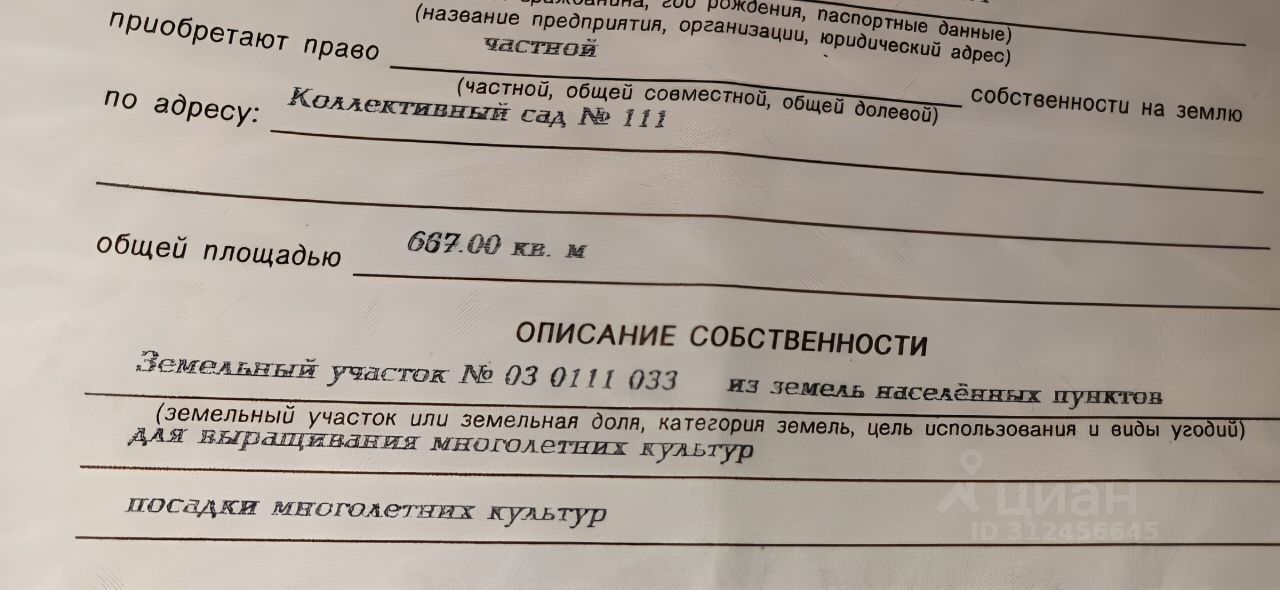 рождения, паспортные данные)
(название предприятия, организации, юридический адрес)
приобретают право частной
(частной, общей совместной, общей долевой) собственности на землю
по адресу: Коллективный сад № 111
общей площадью 667.00 кв. м
ОПИСАНИЕ СОБСТВЕННОСТИ
Земельный участок № 03 0111 033 из земель населённых пунктов
(земельный участок или земельная доля, категория земель, цель использования и виды угодий)
для выращивания многолетних культур
посадки многолетних культур
циан
ID 312456645